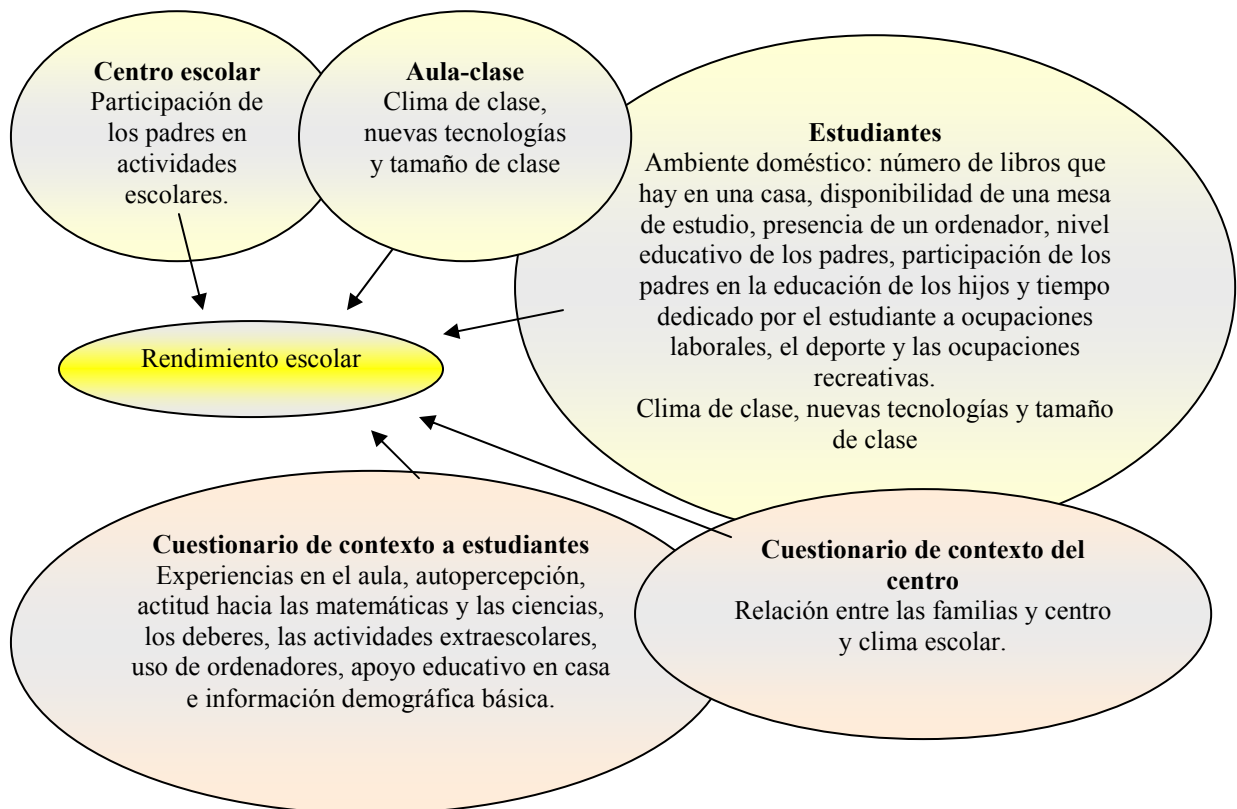 Centro escolar
Participación de
los padres en
actividades
escolares.
Aula-clase
Clima de clase,
nuevas tecnologías
y tamaño de clase
Estudiantes
Ambiente doméstico: número de libros que
hay en una casa, disponibilidad de una mesa
de estudio, presencia de un ordenador, nivel
educativo de los padres, participación de los
padres en la educación de los hijos y tiempo
dedicado por el estudiante a ocupaciones
laborales, el deporte y las ocupaciones
recreativas.
Clima de clase, nuevas tecnologías y tamaño
de clase
Rendimiento escolar
Cuestionario de contexto a estudiantes
Experiencias en el aula, autopercepción,
actitud hacia las matemáticas y las ciencias,
los deberes, las actividades extraescolares,
uso de ordenadores, apoyo educativo en casa
e información demográfica básica.
Cuestionario de contexto del
centro
Relación entre las familias y centro
y clima escolar.